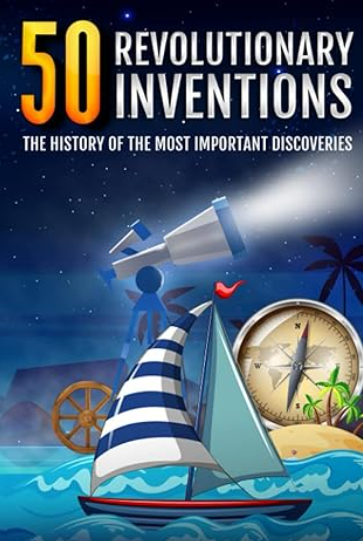 50 REVOLUTIONARY
INVENTIONS
THE HISTORY OF THE MOST IMPORTANT DISCOVERIES
N
W
E
S